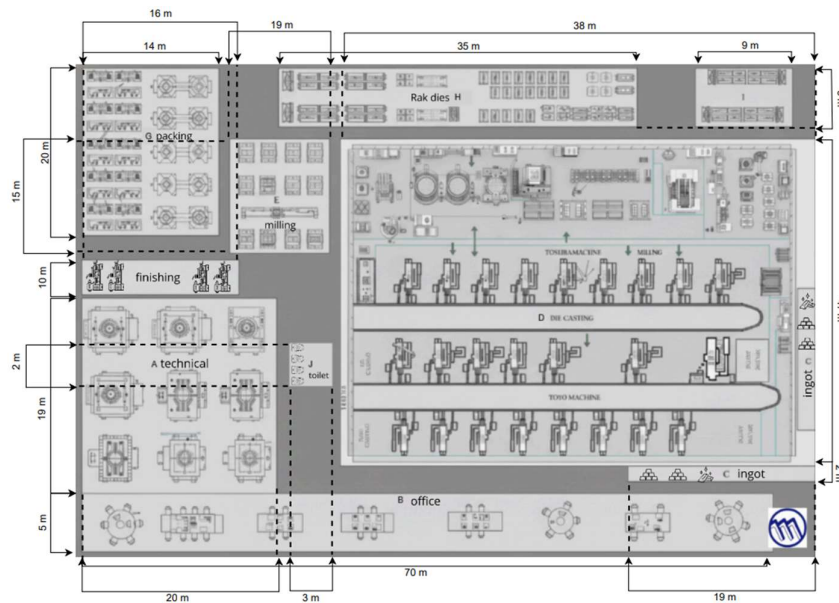 16 m
38 m
19 m
14 m
35 m
9 m
Rak dies H
I
G packing
20 m
15 m
E
milling
10 m
finishing
TOSHIBA MACHINE
MILLING
D DIE CASTING
A technical
J
toilet
2 m
19 m
TOYO MACHINE
C
ingot
C ingot
B office
5 m
70 m
20 m
3 m
19 m